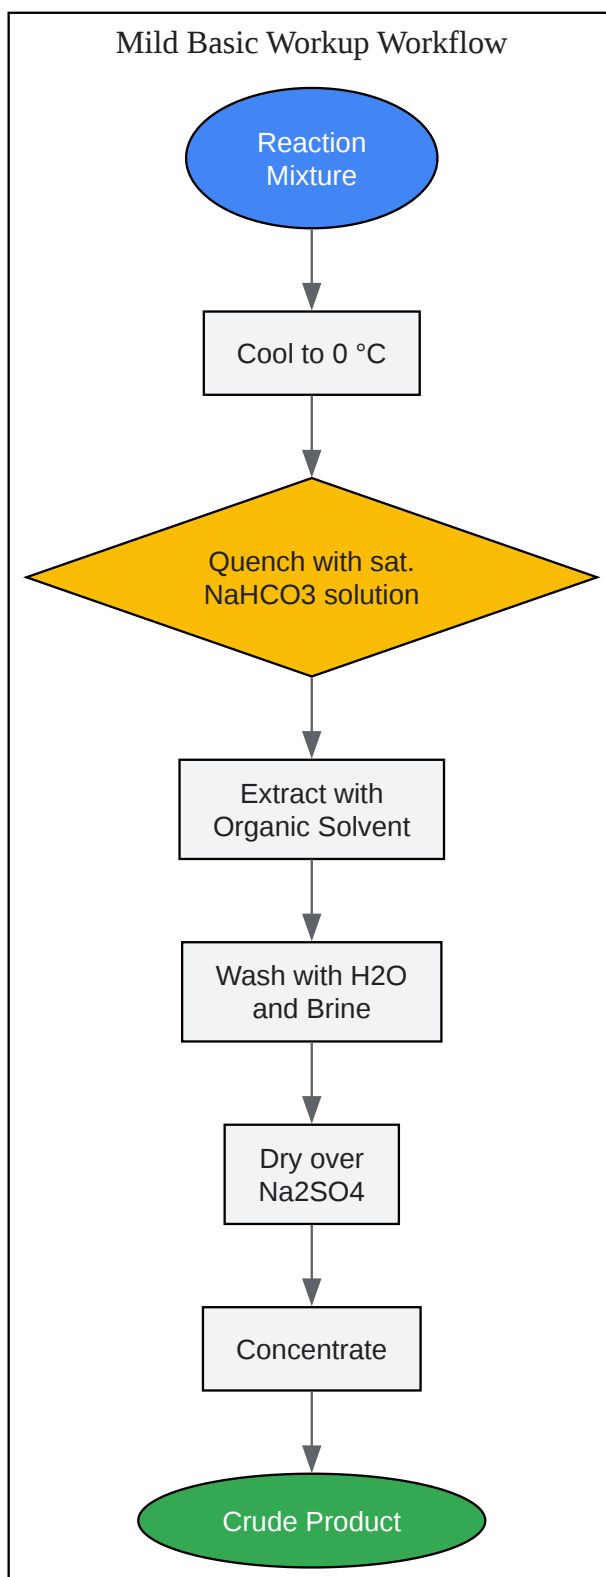 Mild Basic Workup Workflow
Reaction
Mixture
Cool to 0 °C
Quench with sat.
NaHCO3 solution
Extract with
Organic Solvent
Wash with H2O
and Brine
Dry over
Na2SO4
Concentrate
Crude Product